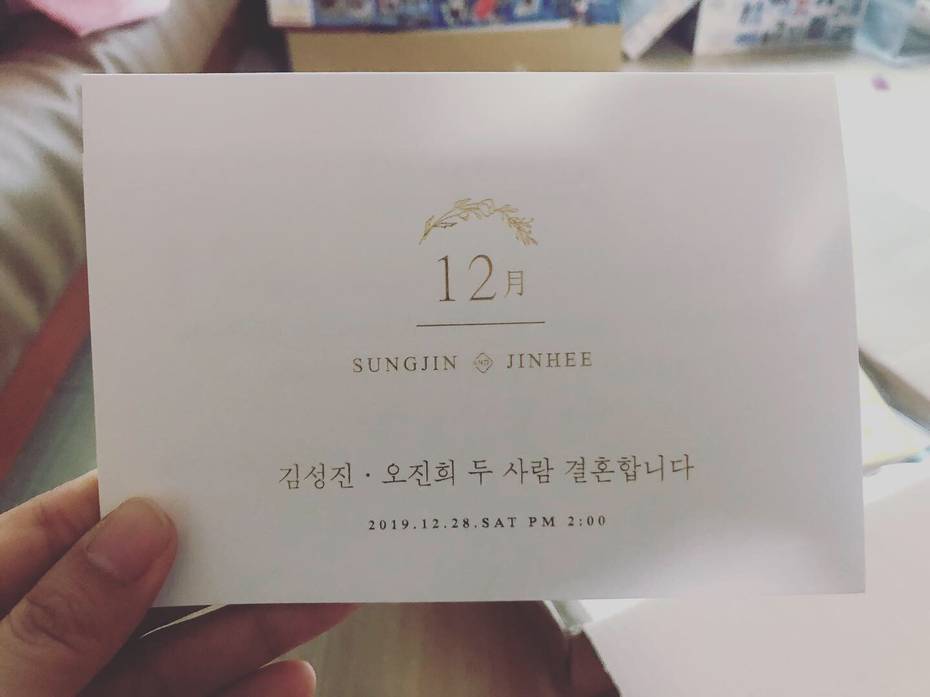 12月
SUNGJIN AND JINHEE
김성진 · 오진희 두 사람 결혼합니다
2019.12.28.SAT PM 2:00